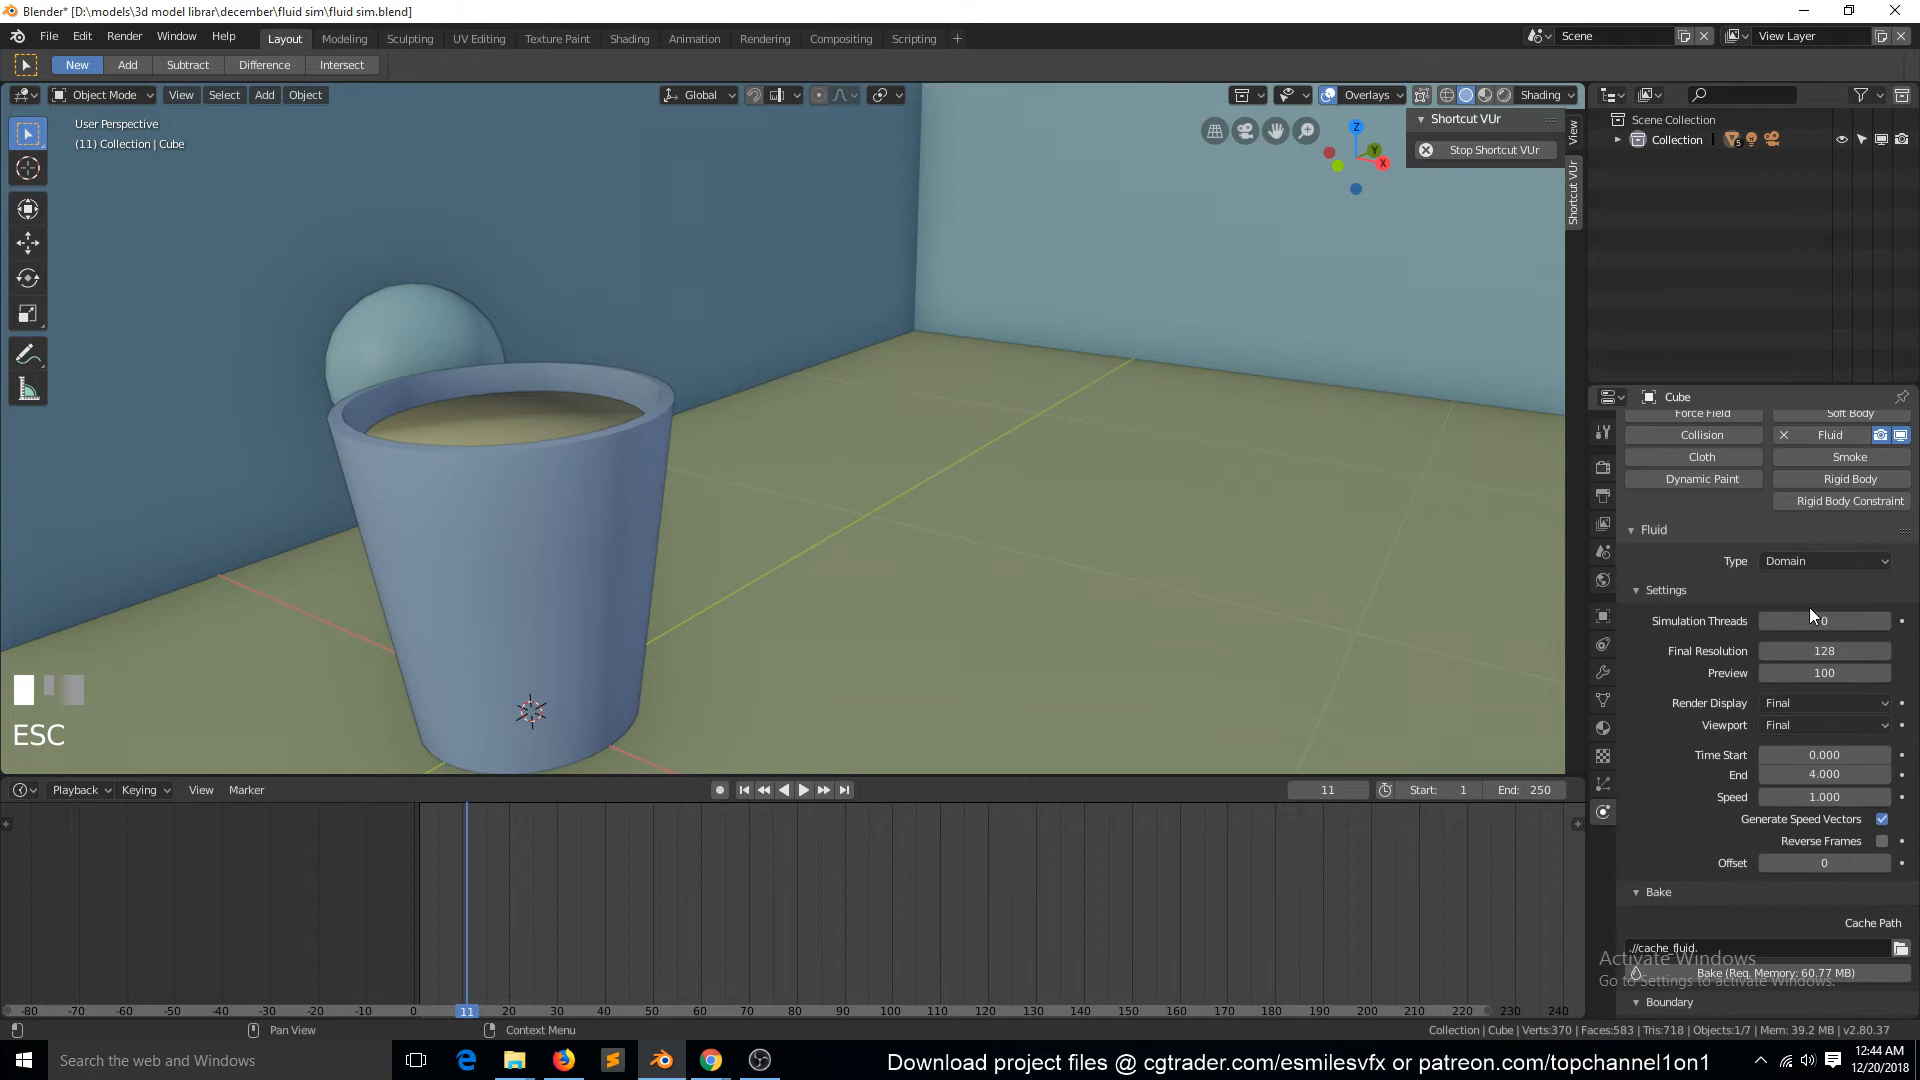 Blender* [D:\models\3d model librar\december\fluid sim\fluid sim.blend]
File Edit Render Window Help Layout Modeling Sculpting UV Editing Texture Paint Shading Animation Rendering Compositing Scripting + Scene View Layer
New Add Subtract Difference Intersect
Object Mode View Select Add Object Global Overlays Shading
User Perspective
(11) Collection | Cube
Shortcut VUr
Stop Shortcut VUr
View
Shortcut VUr
Scene Collection
Collection 5
Cube
Force Field Soft Body
Collision Fluid
Cloth Smoke
Dynamic Paint Rigid Body
Rigid Body Constraint
Fluid
Type Domain
Settings
Simulation Threads 0
Final Resolution 128
Preview 100
Render Display Final
Viewport Final
Time Start 0.000
End 4.000
Speed 1.000
Generate Speed Vectors
Reverse Frames
Offset 0
Bake
Cache Path
//cache_fluid.
Bake (Req. Memory: 60.77 MB)
Boundary
Activate Windows
Go to Settings to activate Windows.
X
Y
Z
ESC
Playback Keying View Marker 11 Start: 1 End: 250
-80 -70 -60 -50 -40 -30 -20 -10 0 11 20 30 40 50 60 70 80 90 100 110 120 130 140 150 160 170 180 190 200 210 220 230 240
Pan View Context Menu Collection | Cube | Verts:370 | Faces:583 | Tris:718 | Objects:1/7 | Mem: 39.2 MB | v2.80.37
Search the web and Windows
Download project files @ cgtrader.com/esmilesvfx or patreon.com/topchannel1on1
12:44 AM
12/20/2018